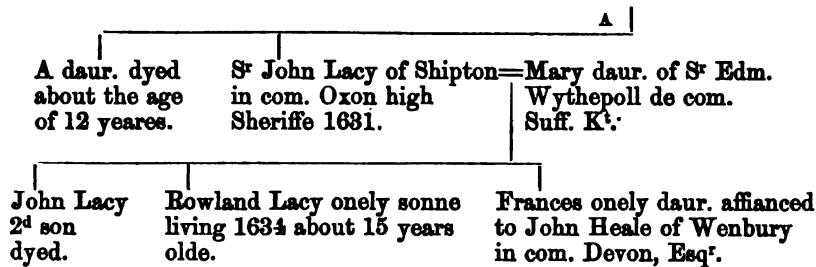 A
A daur. dyed
about the age
of 12 yeares.
Sʳ John Lacy of Shipton=Mary daur. of Sʳ Edm.
in com. Oxon high
Sheriffe 1631.
Wythepoll de com.
Suff. Kᵗ.
John Lacy
2ᵈ son
dyed.
Rowland Lacy onely sonne
living 1634 about 15 years
olde.
Frances onely daur. affianced
to John Heale of Wenbury
in com. Devon, Esqʳ.